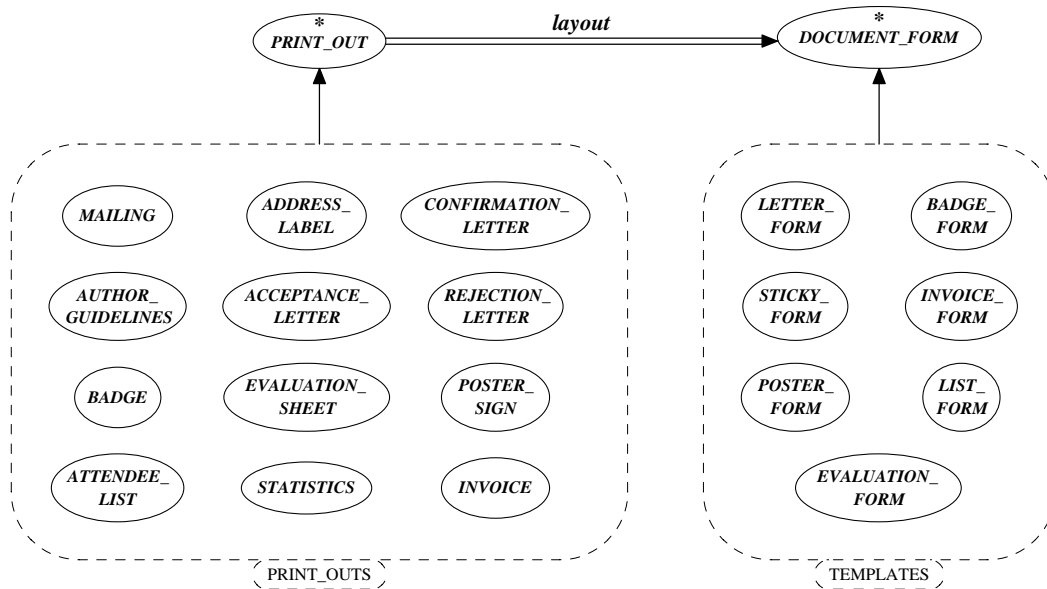 layout
*
PRINT_OUT
*
DOCUMENT_FORM
MAILING
ADDRESS_
LABEL
CONFIRMATION_
LETTER
AUTHOR_
GUIDELINES
ACCEPTANCE_
LETTER
REJECTION_
LETTER
BADGE
EVALUATION_
SHEET
POSTER_
SIGN
ATTENDEE_
LIST
STATISTICS
INVOICE
PRINT_OUTS
LETTER_
FORM
BADGE_
FORM
STICKY_
FORM
INVOICE_
FORM
POSTER_
FORM
LIST_
FORM
EVALUATION_
FORM
TEMPLATES